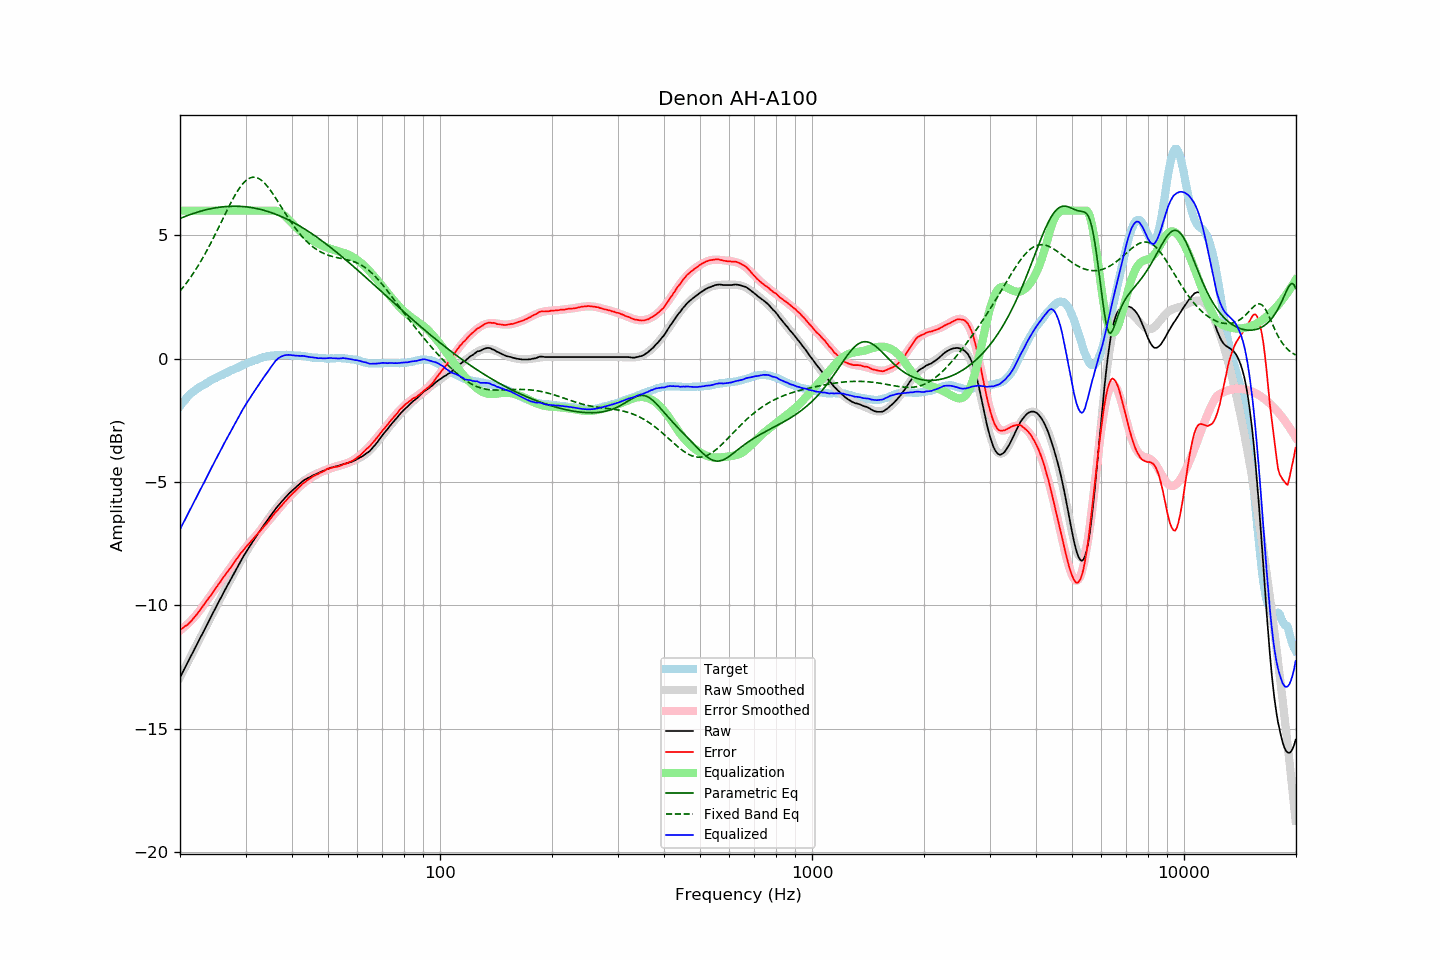 Denon AH-A100
Amplitude (dBr)
5
0
−5
−10
−15
−20
100
1000
10000
Frequency (Hz)
Target
Raw Smoothed
Error Smoothed
Raw
Error
Equalization
Parametric Eq
Fixed Band Eq
Equalized